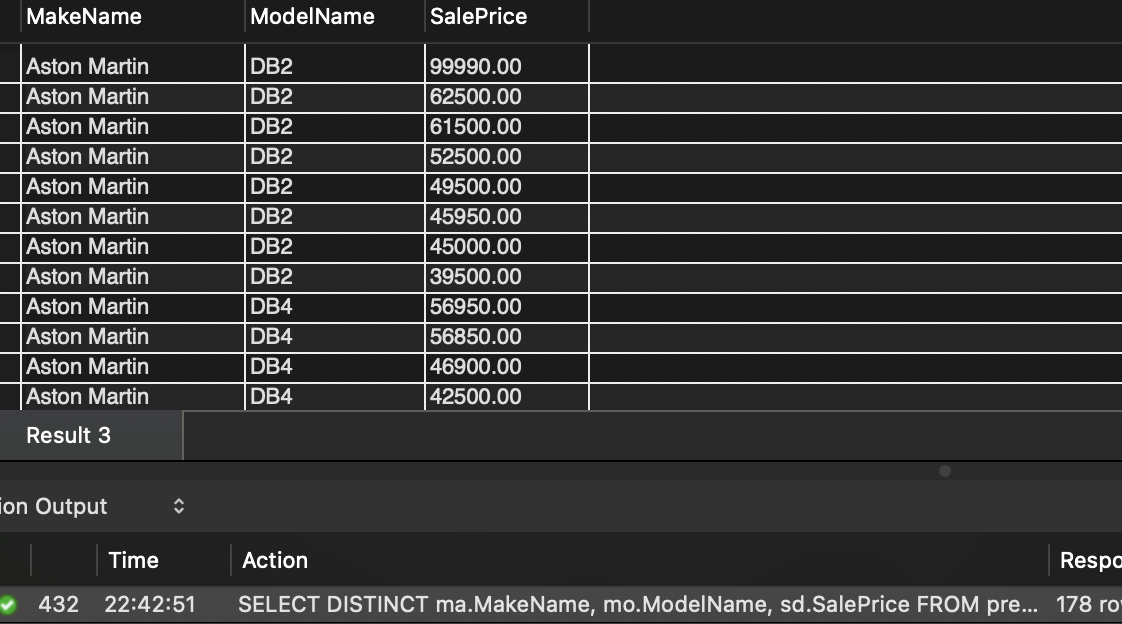 MakeName ModelName SalePrice
Aston Martin DB2 99990.00
Aston Martin DB2 62500.00
Aston Martin DB2 61500.00
Aston Martin DB2 52500.00
Aston Martin DB2 49500.00
Aston Martin DB2 45950.00
Aston Martin DB2 45000.00
Aston Martin DB2 39500.00
Aston Martin DB4 56950.00
Aston Martin DB4 56850.00
Aston Martin DB4 46900.00
Aston Martin DB4 42500.00
Result 3
ion Output
Time Action Respo
432 22:42:51 SELECT DISTINCT ma.MakeName, mo.ModelName, sd.SalePrice FROM pre... 178 ro